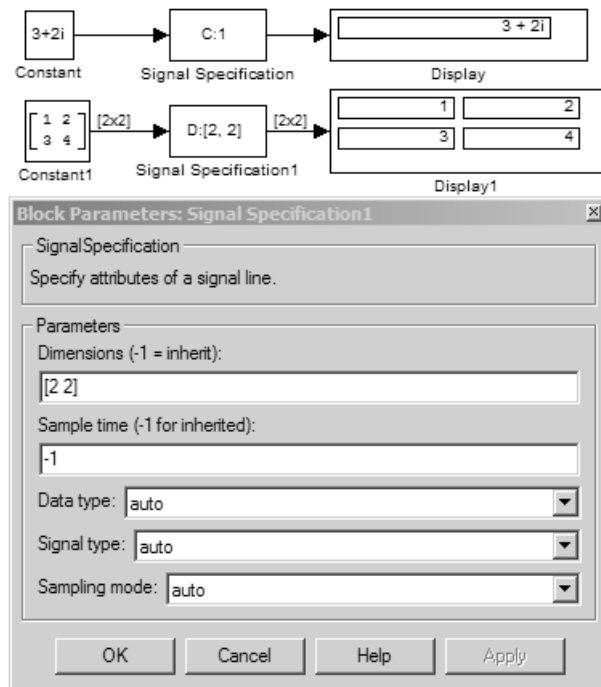 3+2i
C:1
3 + 2i
Constant
Signal Specification
Display
1 2
3 4
[2x2]
D:[2, 2]
[2x2]
1
2
3
4
Constant1
Signal Specification1
Display1
Block Parameters: Signal Specification1
SignalSpecification
Specify attributes of a signal line.
Parameters
Dimensions (-1 = inherit):
[2 2]
Sample time (-1 for inherited):
-1
Data type: auto
Signal type: auto
Sampling mode: auto
OK
Cancel
Help
Apply